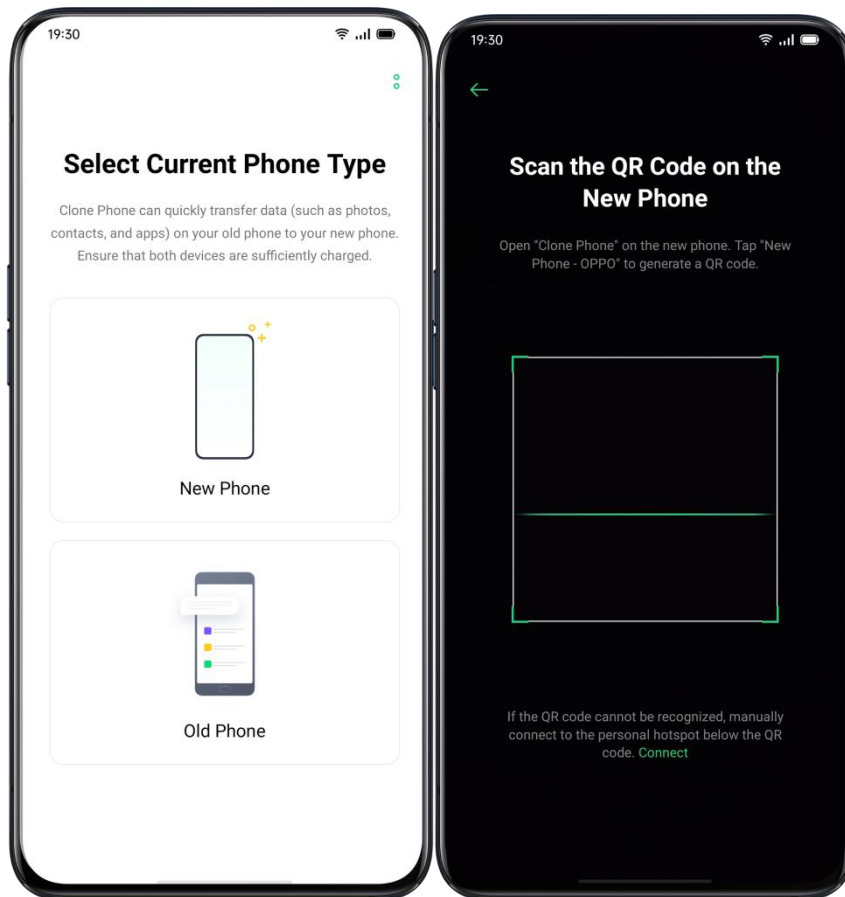 19:30
Select Current Phone Type
Clone Phone can quickly transfer data (such as photos,
contacts, and apps) on your old phone to your new phone.
Ensure that both devices are sufficiently charged.
New Phone
Old Phone
19:30
Scan the QR Code on the
New Phone
Open "Clone Phone" on the new phone. Tap "New
Phone - OPPO" to generate a QR code.
If the QR code cannot be recognized, manually
connect to the personal hotspot below the QR
code. Connect